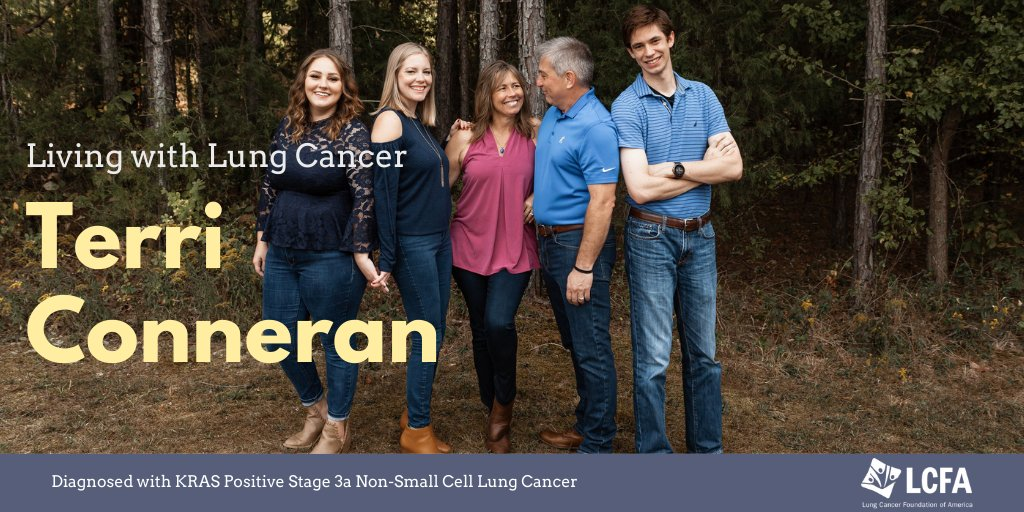 Living with Lung Cancer
Terri
Conneran
Diagnosed with KRAS Positive Stage 3a Non-Small Cell Lung Cancer
LCFA
Lung Cancer Foundation of America